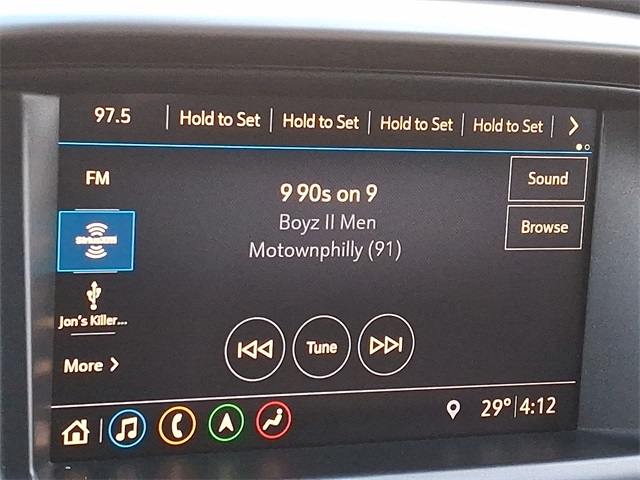 97.5 Hold to Set Hold to Set Hold to Set Hold to Set
FM
9 90s on 9
Sound
SiriusXM
Boyz II Men
Browse
Motownphilly (91)
Jon's Killer...
Tune
More
29° 4:12